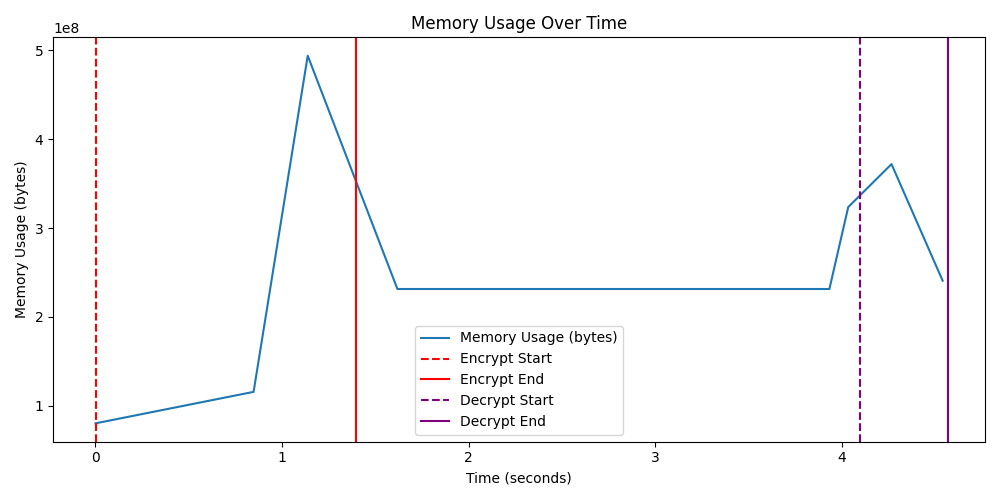 Memory Usage Over Time
1e8
5
4
3
2
1
Memory Usage (bytes)
Memory Usage (bytes)
Encrypt Start
Encrypt End
Decrypt Start
Decrypt End
0 1 2 3 4
Time (seconds)